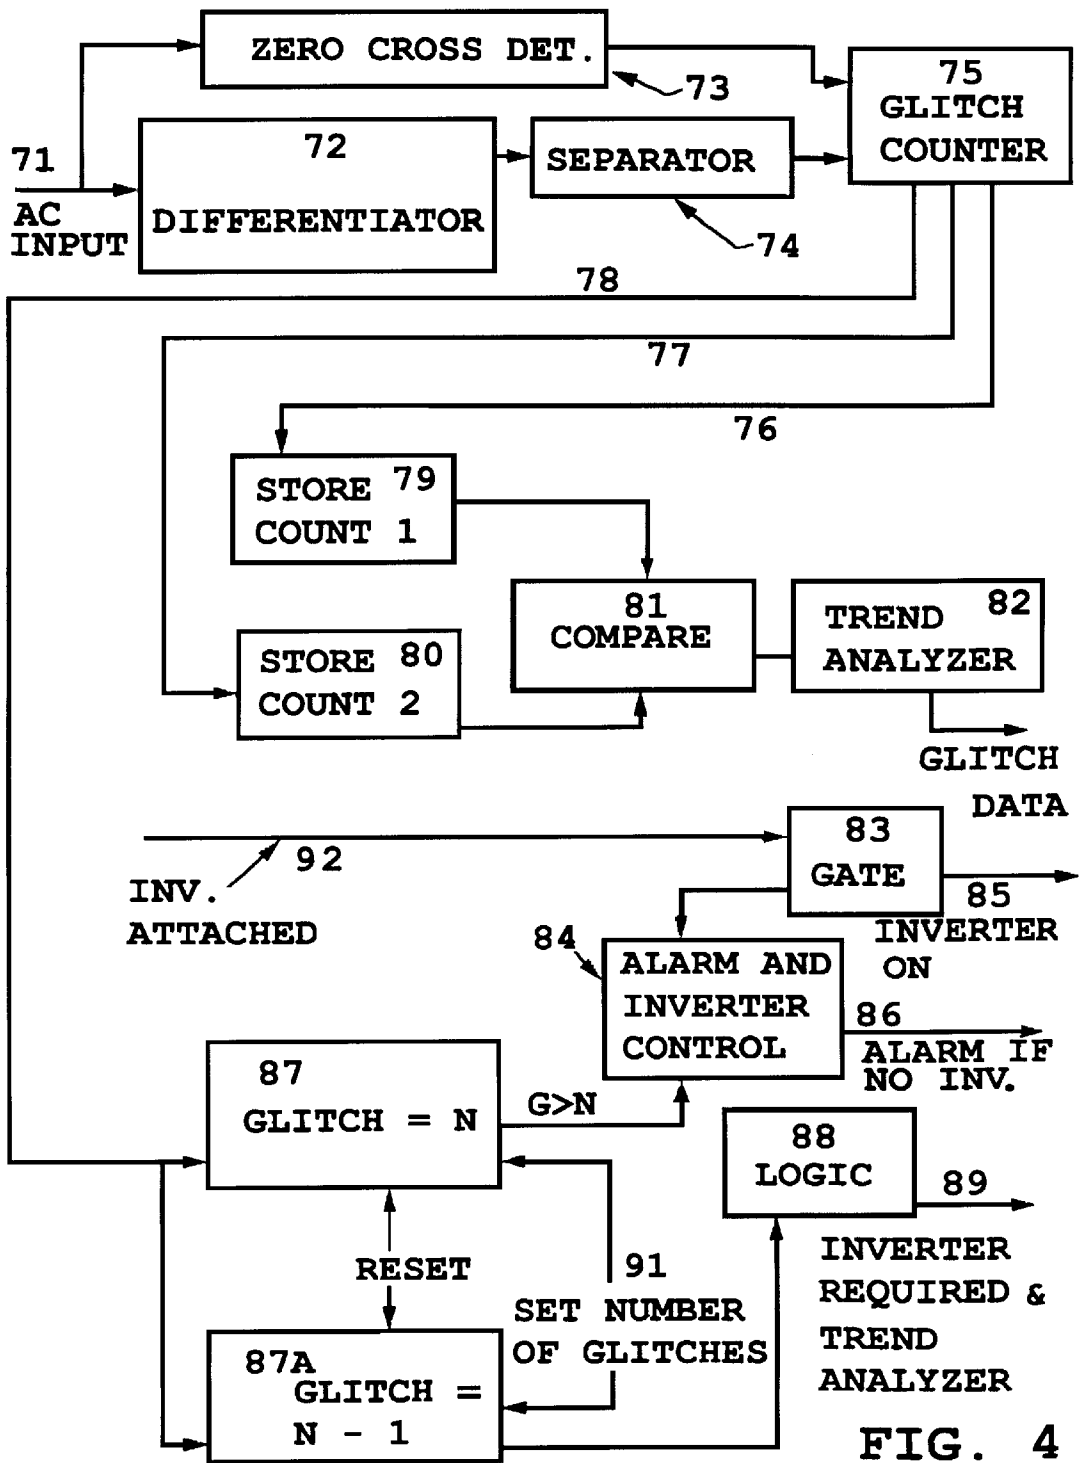 ZERO CROSS DET.
73
75
GLITCH
COUNTER
71
AC
INPUT
72
DIFFERENTIATOR
SEPARATOR
74
78
77
76
STORE 79
COUNT 1
STORE 80
COUNT 2
81
COMPARE
TREND 82
ANALYZER
GLITCH
DATA
92
INV.
ATTACHED
83
GATE
85
INVERTER
ON
84
ALARM AND
INVERTER
CONTROL
86
ALARM IF
NO INV.
87
GLITCH = N
G>N
88
LOGIC
89
INVERTER
REQUIRED &
TREND
ANALYZER
RESET
91
SET NUMBER
OF GLITCHES
87A
GLITCH =
N - 1
FIG. 4